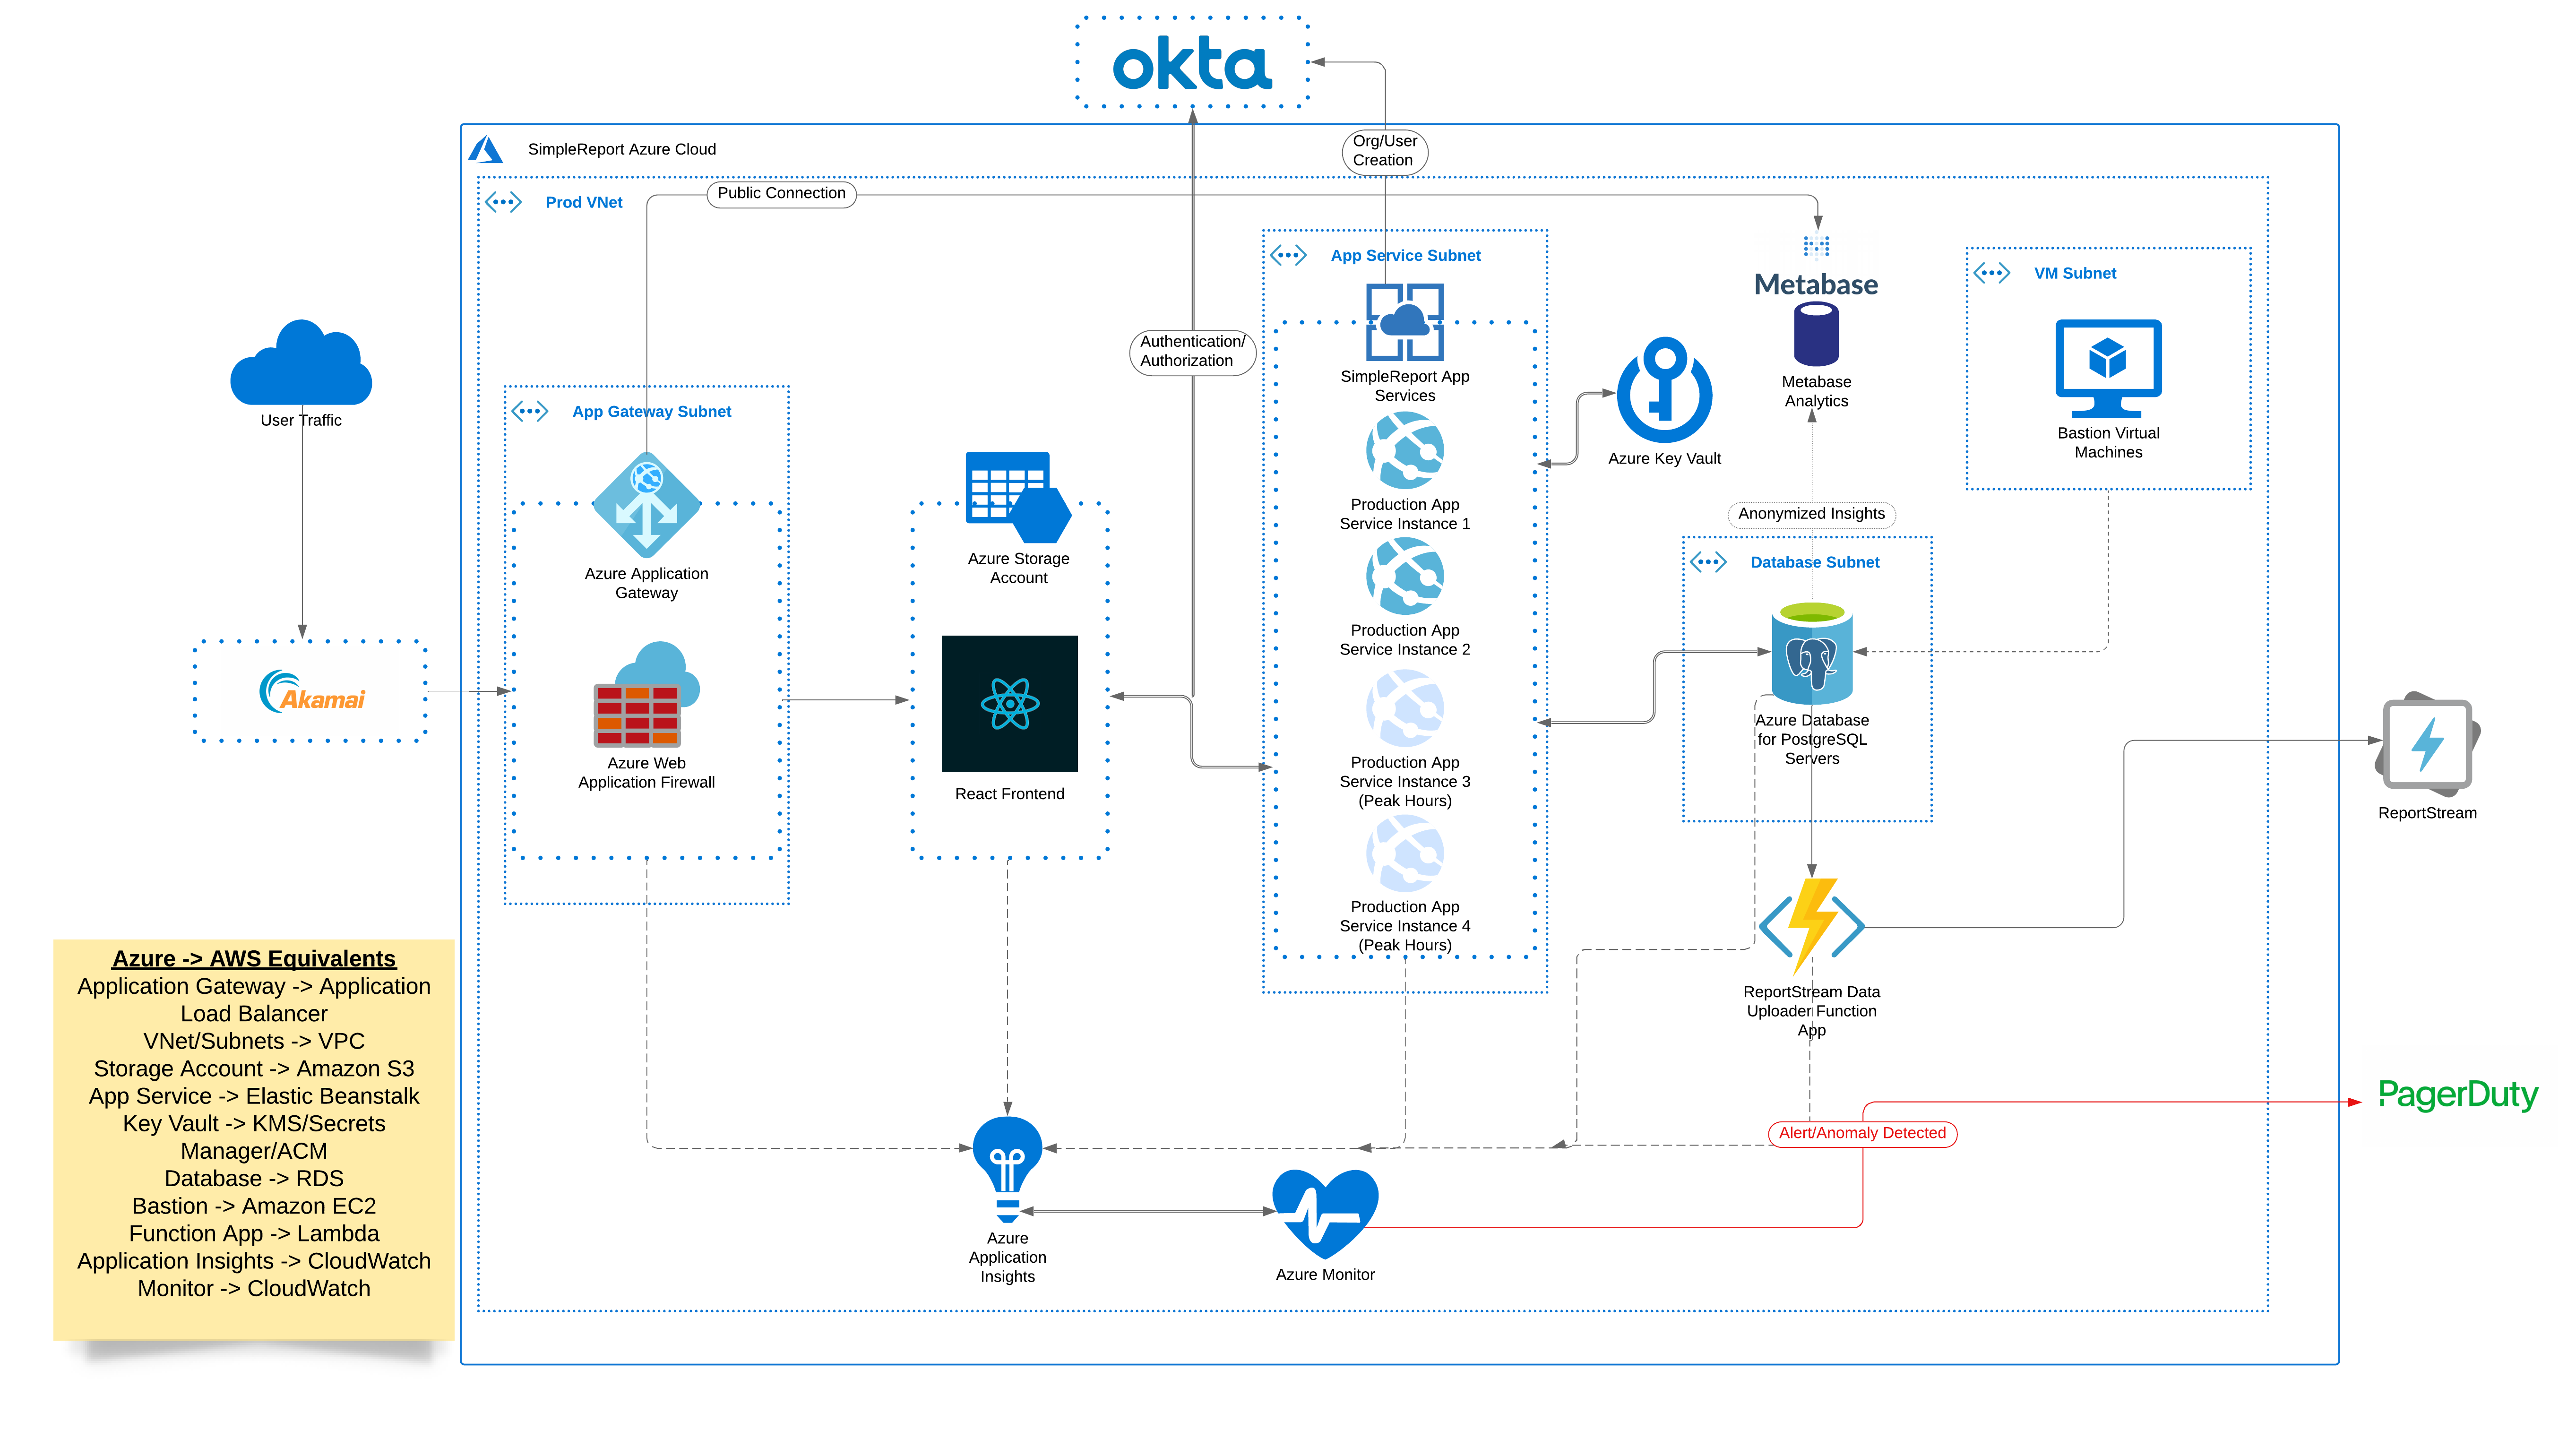 okta
SimpleReport Azure Cloud
Org/User
Creation
Prod VNet
Public Connection
App Service Subnet
Metabase
VM Subnet
Authentication/
Authorization
SimpleReport App
Services
Metabase
Analytics
User Traffic
App Gateway Subnet
Azure Key Vault
Bastion Virtual
Machines
Production App
Service Instance 1
Anonymized Insights
Azure Application
Gateway
Azure Storage
Account
Database Subnet
Production App
Service Instance 2
Akamai
Azure Web
Application Firewall
React Frontend
Production App
Service Instance 3
(Peak Hours)
Azure Database
for PostgreSQL
Servers
ReportStream
Production App
Service Instance 4
(Peak Hours)
ReportStream Data
Uploader Function
App
Azure -> AWS Equivalents
Application Gateway -> Application
Load Balancer
VNet/Subnets -> VPC
Storage Account -> Amazon S3
App Service -> Elastic Beanstalk
Key Vault -> KMS/Secrets
Manager/ACM
Database -> RDS
Bastion -> Amazon EC2
Function App -> Lambda
Application Insights -> CloudWatch
Monitor -> CloudWatch
PagerDuty
Alert/Anomaly Detected
Azure
Application
Insights
Azure Monitor